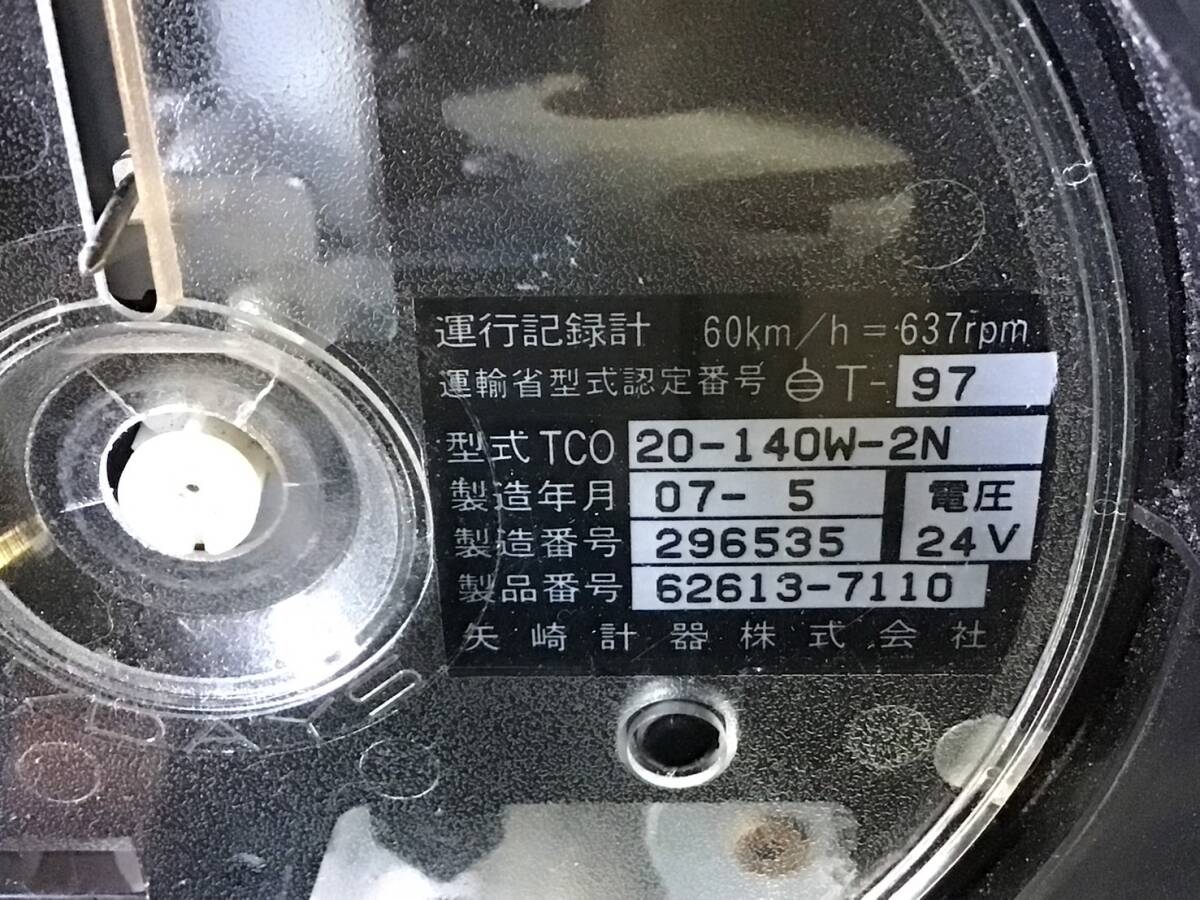 運行記録計 60km/h=637rpm
運輸省型式認定番号 T-97
型式 TCO 20-140W-2N
製造年月 07- 5 電圧
製造番号 296535 24V
製品番号 62613-7110
矢崎計器株式会社
DAYS